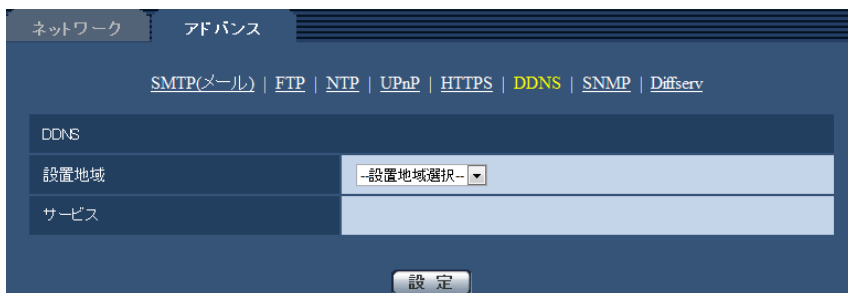 ネットワーク アドバンス
SMTP(メール) | FTP | NTP | UPnP | HTTPS | DDNS | SNMP | Diffserv
DDNS
設置地域 --設置地域選択--
サービス
設 定